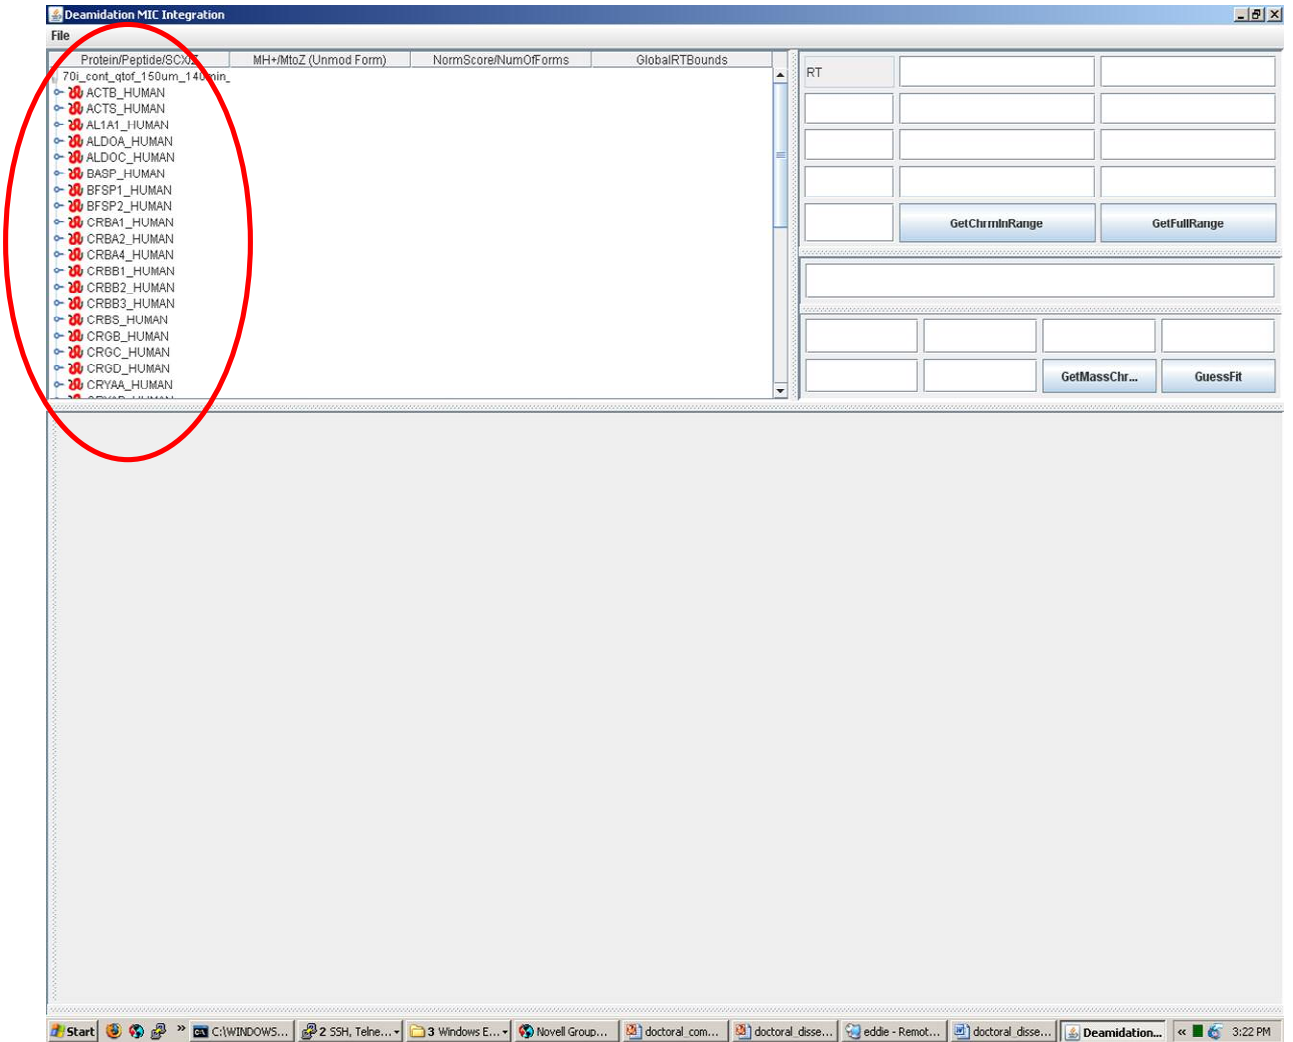 Deamidation MIC Integration
File
Protein/Peptide/SCX/Z MH+/MtoZ (Unmod Form) NormScore/NumOfForms GlobalRTBounds
70i_cont_qtof_150um_140min_
ACTB_HUMAN
ACTS_HUMAN
AL1A1_HUMAN
ALDOA_HUMAN
ALDOC_HUMAN
BASP_HUMAN
BFSP1_HUMAN
BFSP2_HUMAN
CRBA1_HUMAN
CRBA2_HUMAN
CRBA4_HUMAN
CRBB1_HUMAN
CRBB2_HUMAN
CRBB3_HUMAN
CRBS_HUMAN
CRGB_HUMAN
CRGC_HUMAN
CRGD_HUMAN
CRYAA_HUMAN
RT
GetChrmInRange GetFullRange
GetMassChr... GuessFit
Start » C:\WINDOWS... 2 SSH, Telne... 3 Windows E... Novell Group... doctoral_com... doctoral_disse... eddie - Remot... doctoral_disse... Deamidation... « 3:22 PM